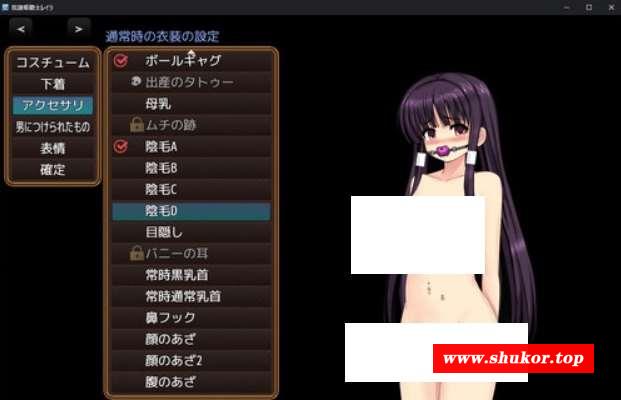 < >
通常時の衣装の設定
コスチューム
下着
アクセサリ
男につけられたもの
表情
確定
ボールギャグ
出産のタトゥー
母乳
ムチの跡
陰毛A
陰毛B
陰毛C
陰毛D
目隠し
バニーの耳
常時黒乳首
常時通常乳首
鼻フック
顔のあざ
顔のあざ2
腹のあざ
www.shukor.top